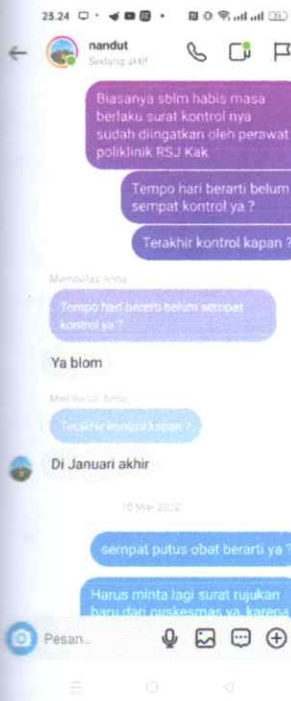 23.24
nandut
Sedang aktif
Biasanya sblm habis masa
berlaku surat kontrol nya
sudah diingatkan oleh perawat
poliklinik RSJ Kak
Tempo hari berarti belum
sempat kontrol ya ?
Terakhir kontrol kapan ?
Membalas Anda
Tempo hari berarti belum sempat
kontrol ya ?
Ya blom
Membalas Anda
Terakhir kontrol kapan ?
Di Januari akhir
10 Mar 2022
sempat putus obat berarti ya ?
Harus minta lagi surat rujukan
baru dari puskesmas ya, karena
Pesan...